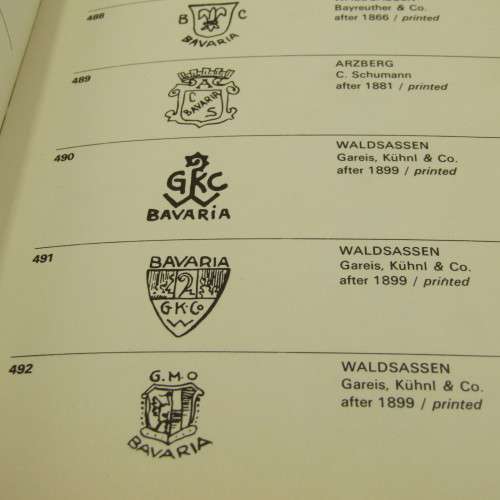 488
B C
BAVARIA
WALDSASSEN
Bayreuther & Co.
after 1866 / printed
489
A
C BAVARIA S
ARZBERG
C. Schumann
after 1881 / printed
490
GKC
BAVARIA
WALDSASSEN
Gareis, Kühnl & Co.
after 1899 / printed
491
BAVARIA
G.K.Co
W
WALDSASSEN
Gareis, Kühnl & Co.
after 1899 / printed
492
G.M.O
BAVARIA
WALDSASSEN
Gareis, Kühnl & Co.
after 1899 / printed